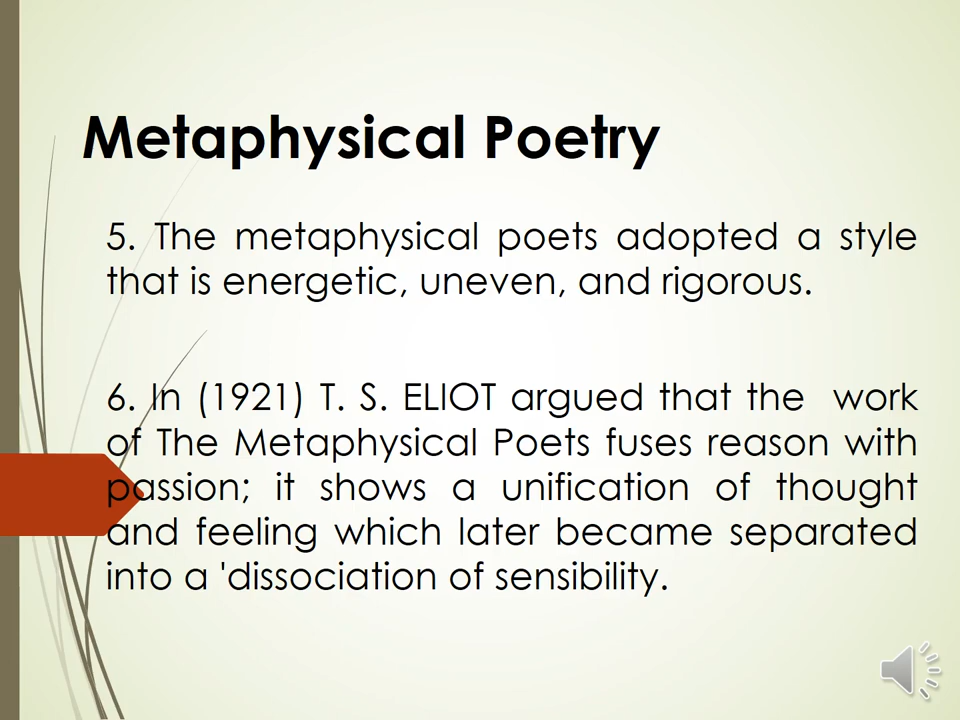 Metaphysical Poetry
5. The metaphysical poets adopted a style
that is energetic, uneven, and rigorous.
6. In (1921) T. S. ELIOT argued that the work
of The Metaphysical Poets fuses reason with
passion; it shows a unification of thought
and feeling which later became separated
into a 'dissociation of sensibility.